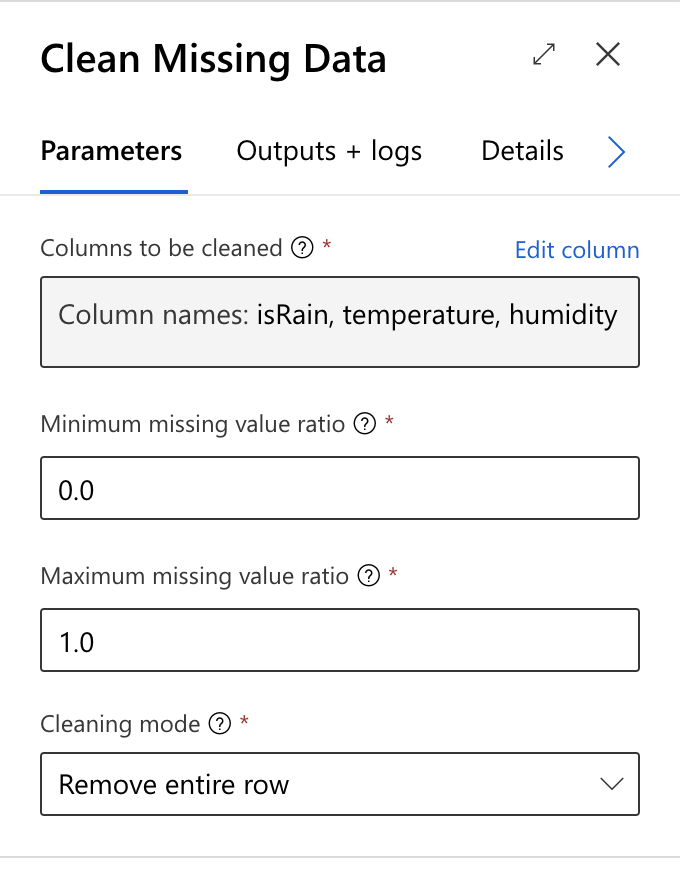 Clean Missing Data
Parameters Outputs + logs Details
Columns to be cleaned ? * Edit column
Column names: isRain, temperature, humidity
Minimum missing value ratio ? *
0.0
Maximum missing value ratio ? *
1.0
Cleaning mode ? *
Remove entire row